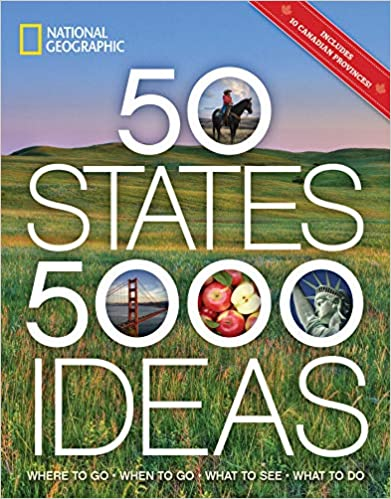 NATIONAL
GEOGRAPHIC
INCLUDES
10 CANADIAN PROVINCES!
50
STATES
5000
IDEAS
WHERE TO GO • WHEN TO GO • WHAT TO SEE • WHAT TO DO